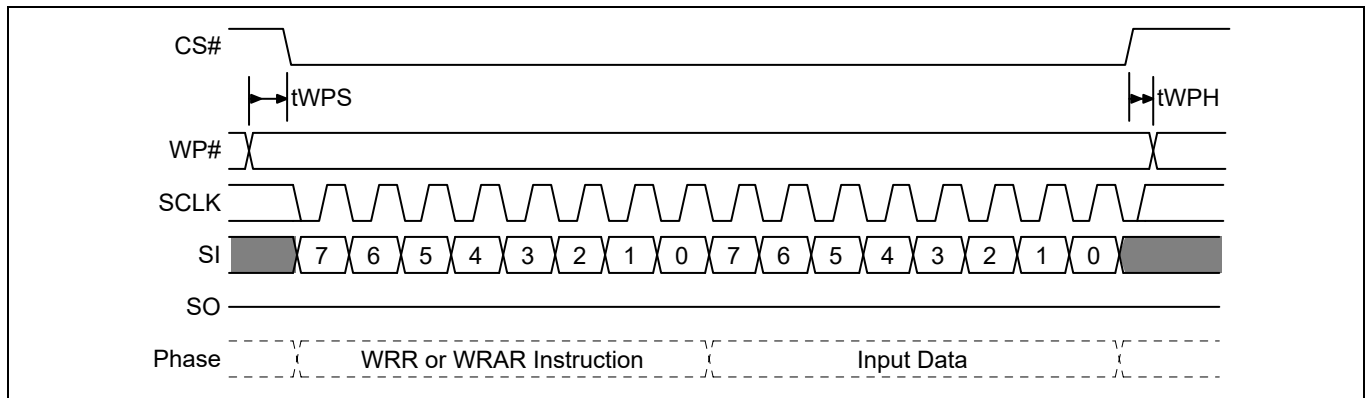 CS#
tWPS tWPH
WP#
SCLK
SI 7 6 5 4 3 2 1 0 7 6 5 4 3 2 1 0
SO
Phase WRR or WRAR Instruction Input Data